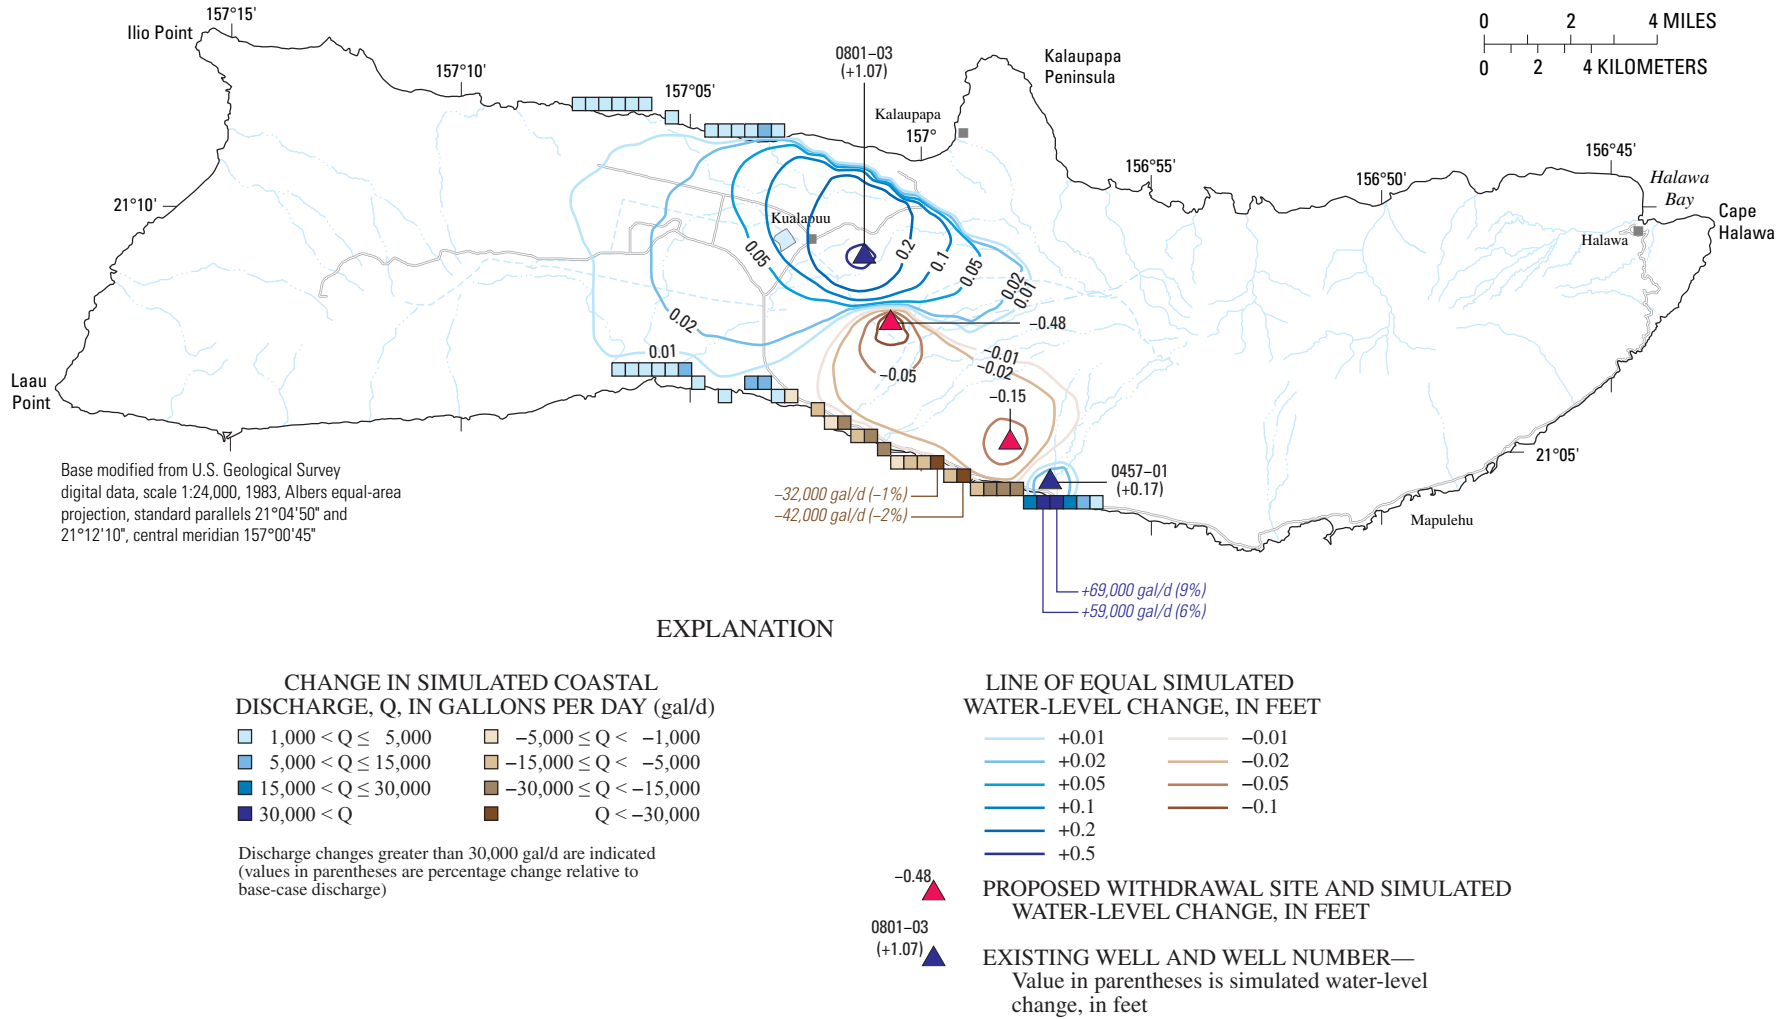 157°15'
Ilio Point
157°10'
157°05'
0801–03
(+1.07)
Kalaupapa
Peninsula
Kalaupapa
157°
0 2 4 MILES
0 2 4 KILOMETERS
156°55'
156°50'
156°45'
Halawa
Bay
Cape
Halawa
Halawa
21°10'
Kualapuu
0.05
0.2
0.1
0.05
0.02
0.01
0.02
0.01
–0.48
–0.01
–0.02
–0.05
–0.15
Laau
Point
21°05'
0457–01
(+0.17)
Mapulehu
Base modified from U.S. Geological Survey
digital data, scale 1:24,000, 1983, Albers equal-area
projection, standard parallels 21°04'50" and
21°12'10", central meridian 157°00'45"
–32,000 gal/d (–1%)
–42,000 gal/d (–2%)
+69,000 gal/d (9%)
+59,000 gal/d (6%)
EXPLANATION
CHANGE IN SIMULATED COASTAL
DISCHARGE, Q, IN GALLONS PER DAY (gal/d)
1,000 < Q ≤ 5,000
5,000 < Q ≤ 15,000
15,000 < Q ≤ 30,000
30,000 < Q
–5,000 ≤ Q < –1,000
–15,000 ≤ Q < –5,000
–30,000 ≤ Q < –15,000
Q < –30,000
Discharge changes greater than 30,000 gal/d are indicated
(values in parentheses are percentage change relative to
base-case discharge)
LINE OF EQUAL SIMULATED
WATER-LEVEL CHANGE, IN FEET
+0.01
+0.02
+0.05
+0.1
+0.2
+0.5
–0.01
–0.02
–0.05
–0.1
–0.48
PROPOSED WITHDRAWAL SITE AND SIMULATED
WATER-LEVEL CHANGE, IN FEET
0801–03
(+1.07)
EXISTING WELL AND WELL NUMBER—
Value in parentheses is simulated water-level
change, in feet